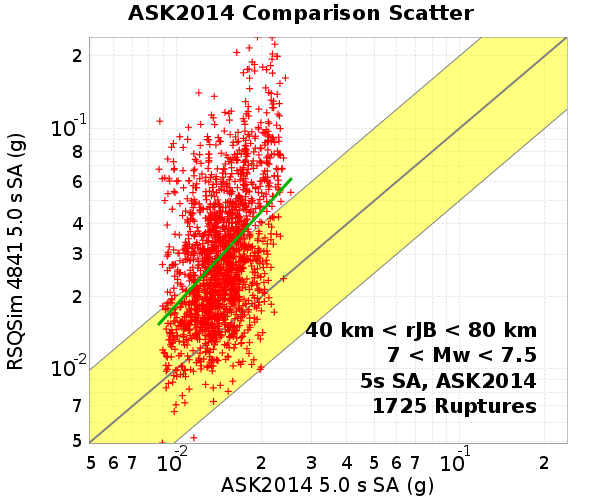 ASK2014 Comparison Scatter
RSQSim 4841 5.0 s SA (g)
2
10-1
8
6
4
3
2
10-2
7
5
40 km < rJB < 80 km
7 < Mw < 7.5
5s SA, ASK2014
1725 Ruptures
5 6 7 10-2 2 3 4 5 6 7 10-1 2
ASK2014 5.0 s SA (g)